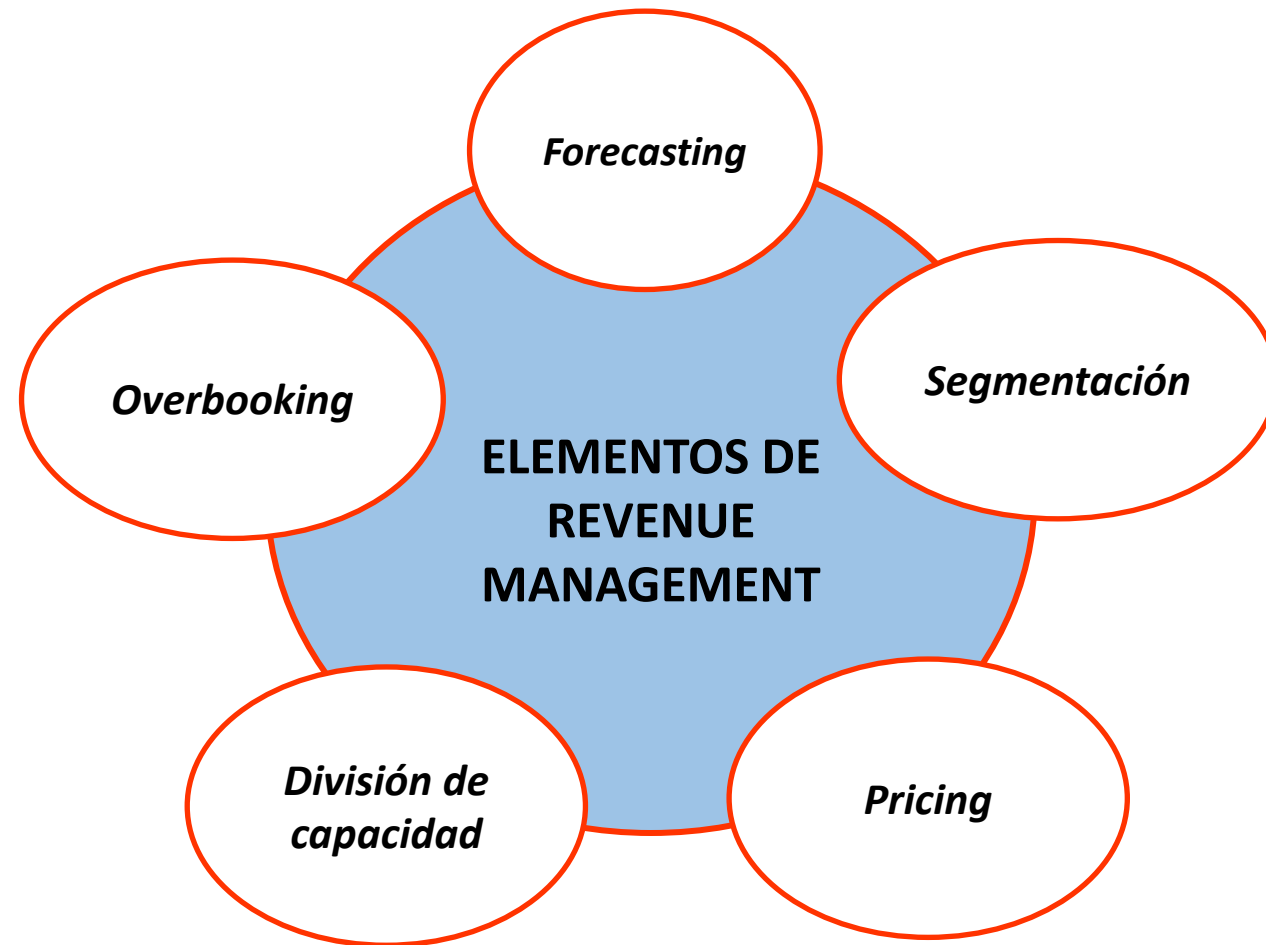 Forecasting
Segmentación
Overbooking
ELEMENTOS DE
REVENUE
MANAGEMENT
División de
capacidad
Pricing